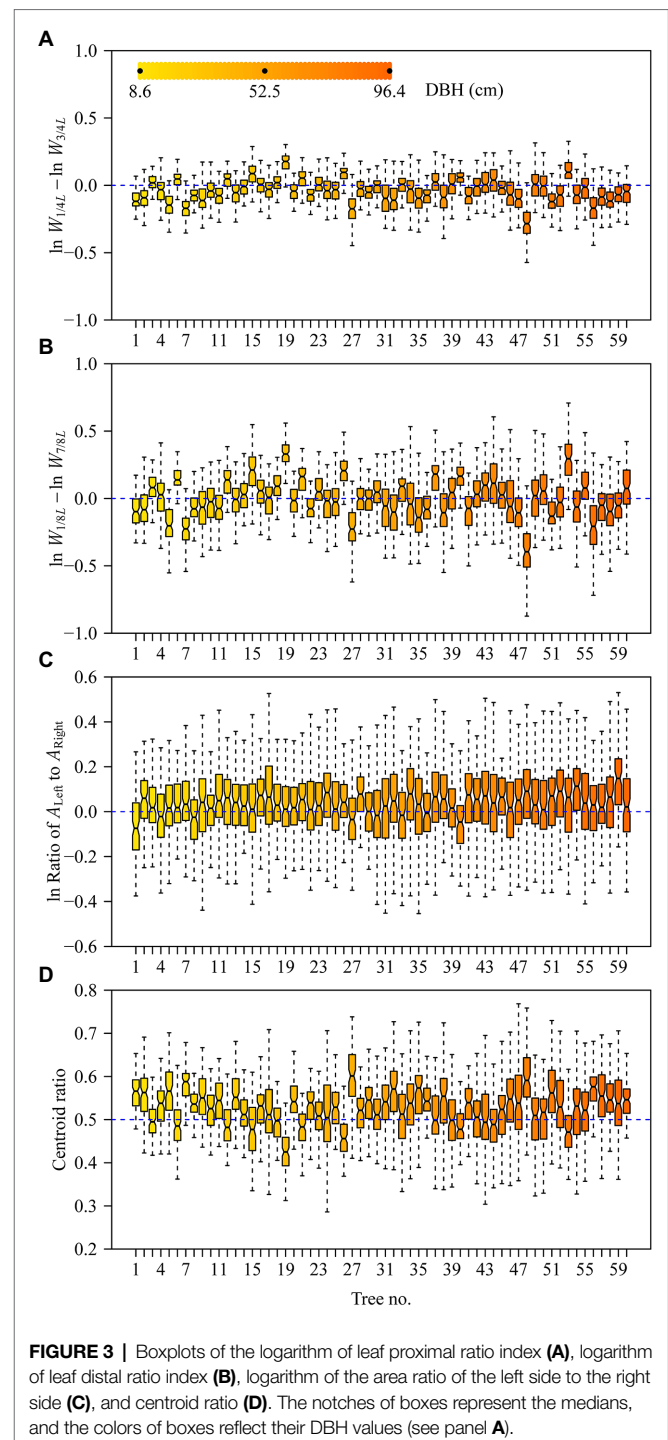 A
1.0
8.6 52.5 96.4 DBH (cm)
0.5
0.0
−0.5
−1.0
ln W1/4L − ln W3/4L
1 4 7 11 15 19 23 27 31 35 39 43 47 51 55 59
B
1.0
0.5
0.0
−0.5
−1.0
ln W1/8L − ln W7/8L
1 4 7 11 15 19 23 27 31 35 39 43 47 51 55 59
C
0.6
0.4
0.2
0.0
−0.2
−0.4
−0.6
ln Ratio of ALeft to ARight
1 4 7 11 15 19 23 27 31 35 39 43 47 51 55 59
D
0.8
0.7
0.6
0.5
0.4
0.3
0.2
Centroid ratio
1 4 7 11 15 19 23 27 31 35 39 43 47 51 55 59
Tree no.
FIGURE 3 | Boxplots of the logarithm of leaf proximal ratio index (A), logarithm
of leaf distal ratio index (B), logarithm of the area ratio of the left side to the right
side (C), and centroid ratio (D). The notches of boxes represent the medians,
and the colors of boxes reflect their DBH values (see panel A).